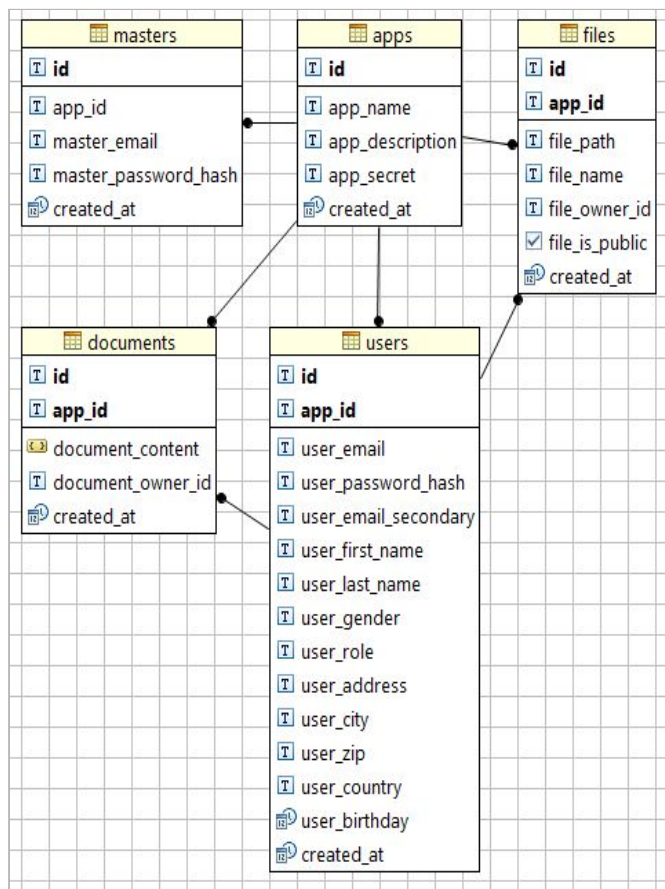 masters
id
app_id
master_email
master_password_hash
created_at
apps
id
app_name
app_description
app_secret
created_at
files
id
app_id
file_path
file_name
file_owner_id
file_is_public
created_at
documents
id
app_id
document_content
document_owner_id
created_at
users
id
app_id
user_email
user_password_hash
user_email_secondary
user_first_name
user_last_name
user_gender
user_role
user_address
user_city
user_zip
user_country
user_birthday
created_at